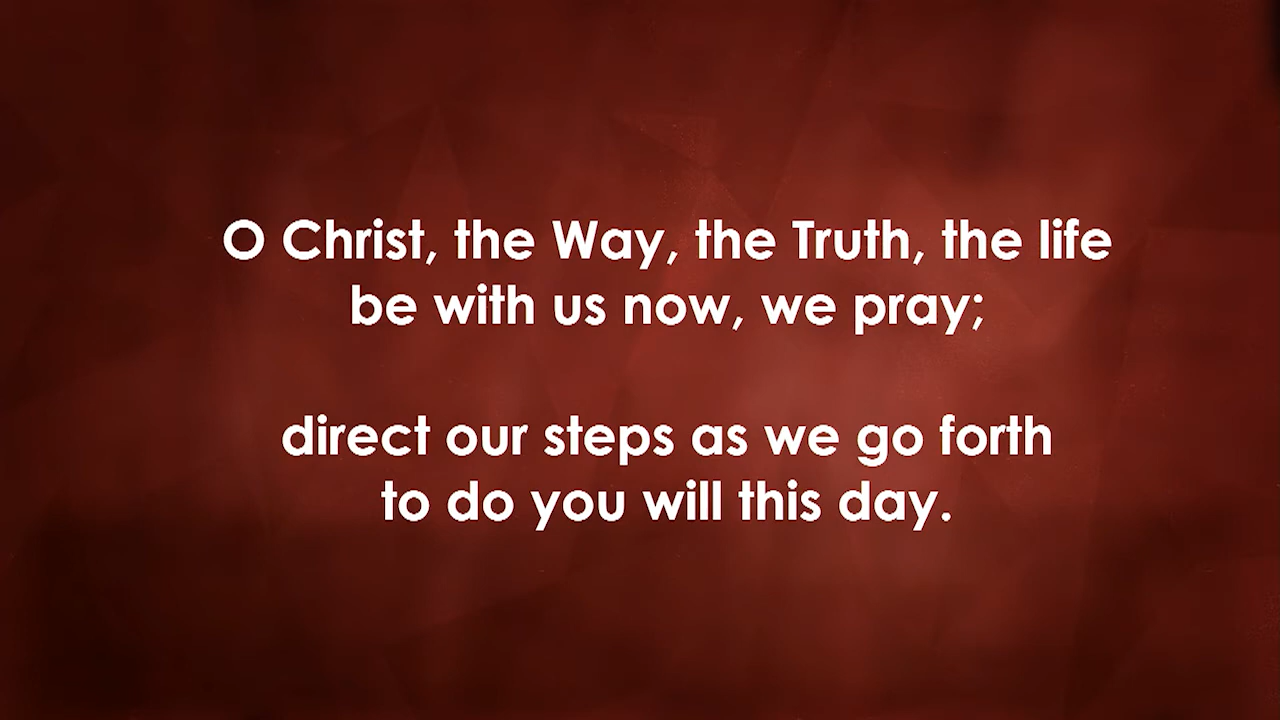 O Christ, the Way, the Truth, the life
be with us now, we pray;
direct our steps as we go forth
to do you will this day.